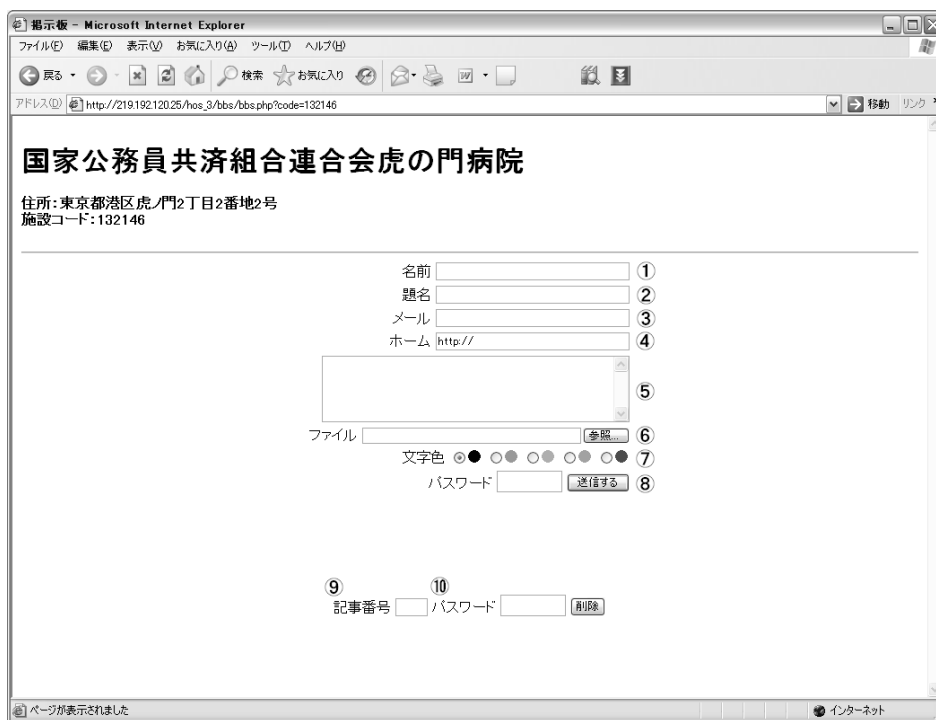 掲示板 - Microsoft Internet Explorer
ファイル(F) 編集(E) 表示(V) お気に入り(A) ツール(T) ヘルプ(H)
戻る 検索 お気に入り
アドレス(D) http://219.192.120.25/hos_3/bbs/bbs.php?code=132146 移動 リンク
国家公務員共済組合連合会虎の門病院
住所:東京都港区虎ノ門2丁目2番地2号
施設コード:132146
名前 ①
題名 ②
メール ③
ホーム http:// ④
⑤
ファイル 参照... ⑥
文字色 ⑦
パスワード 送信する ⑧
⑨ ⑩
記事番号 パスワード 削除
ページが表示されました インターネット